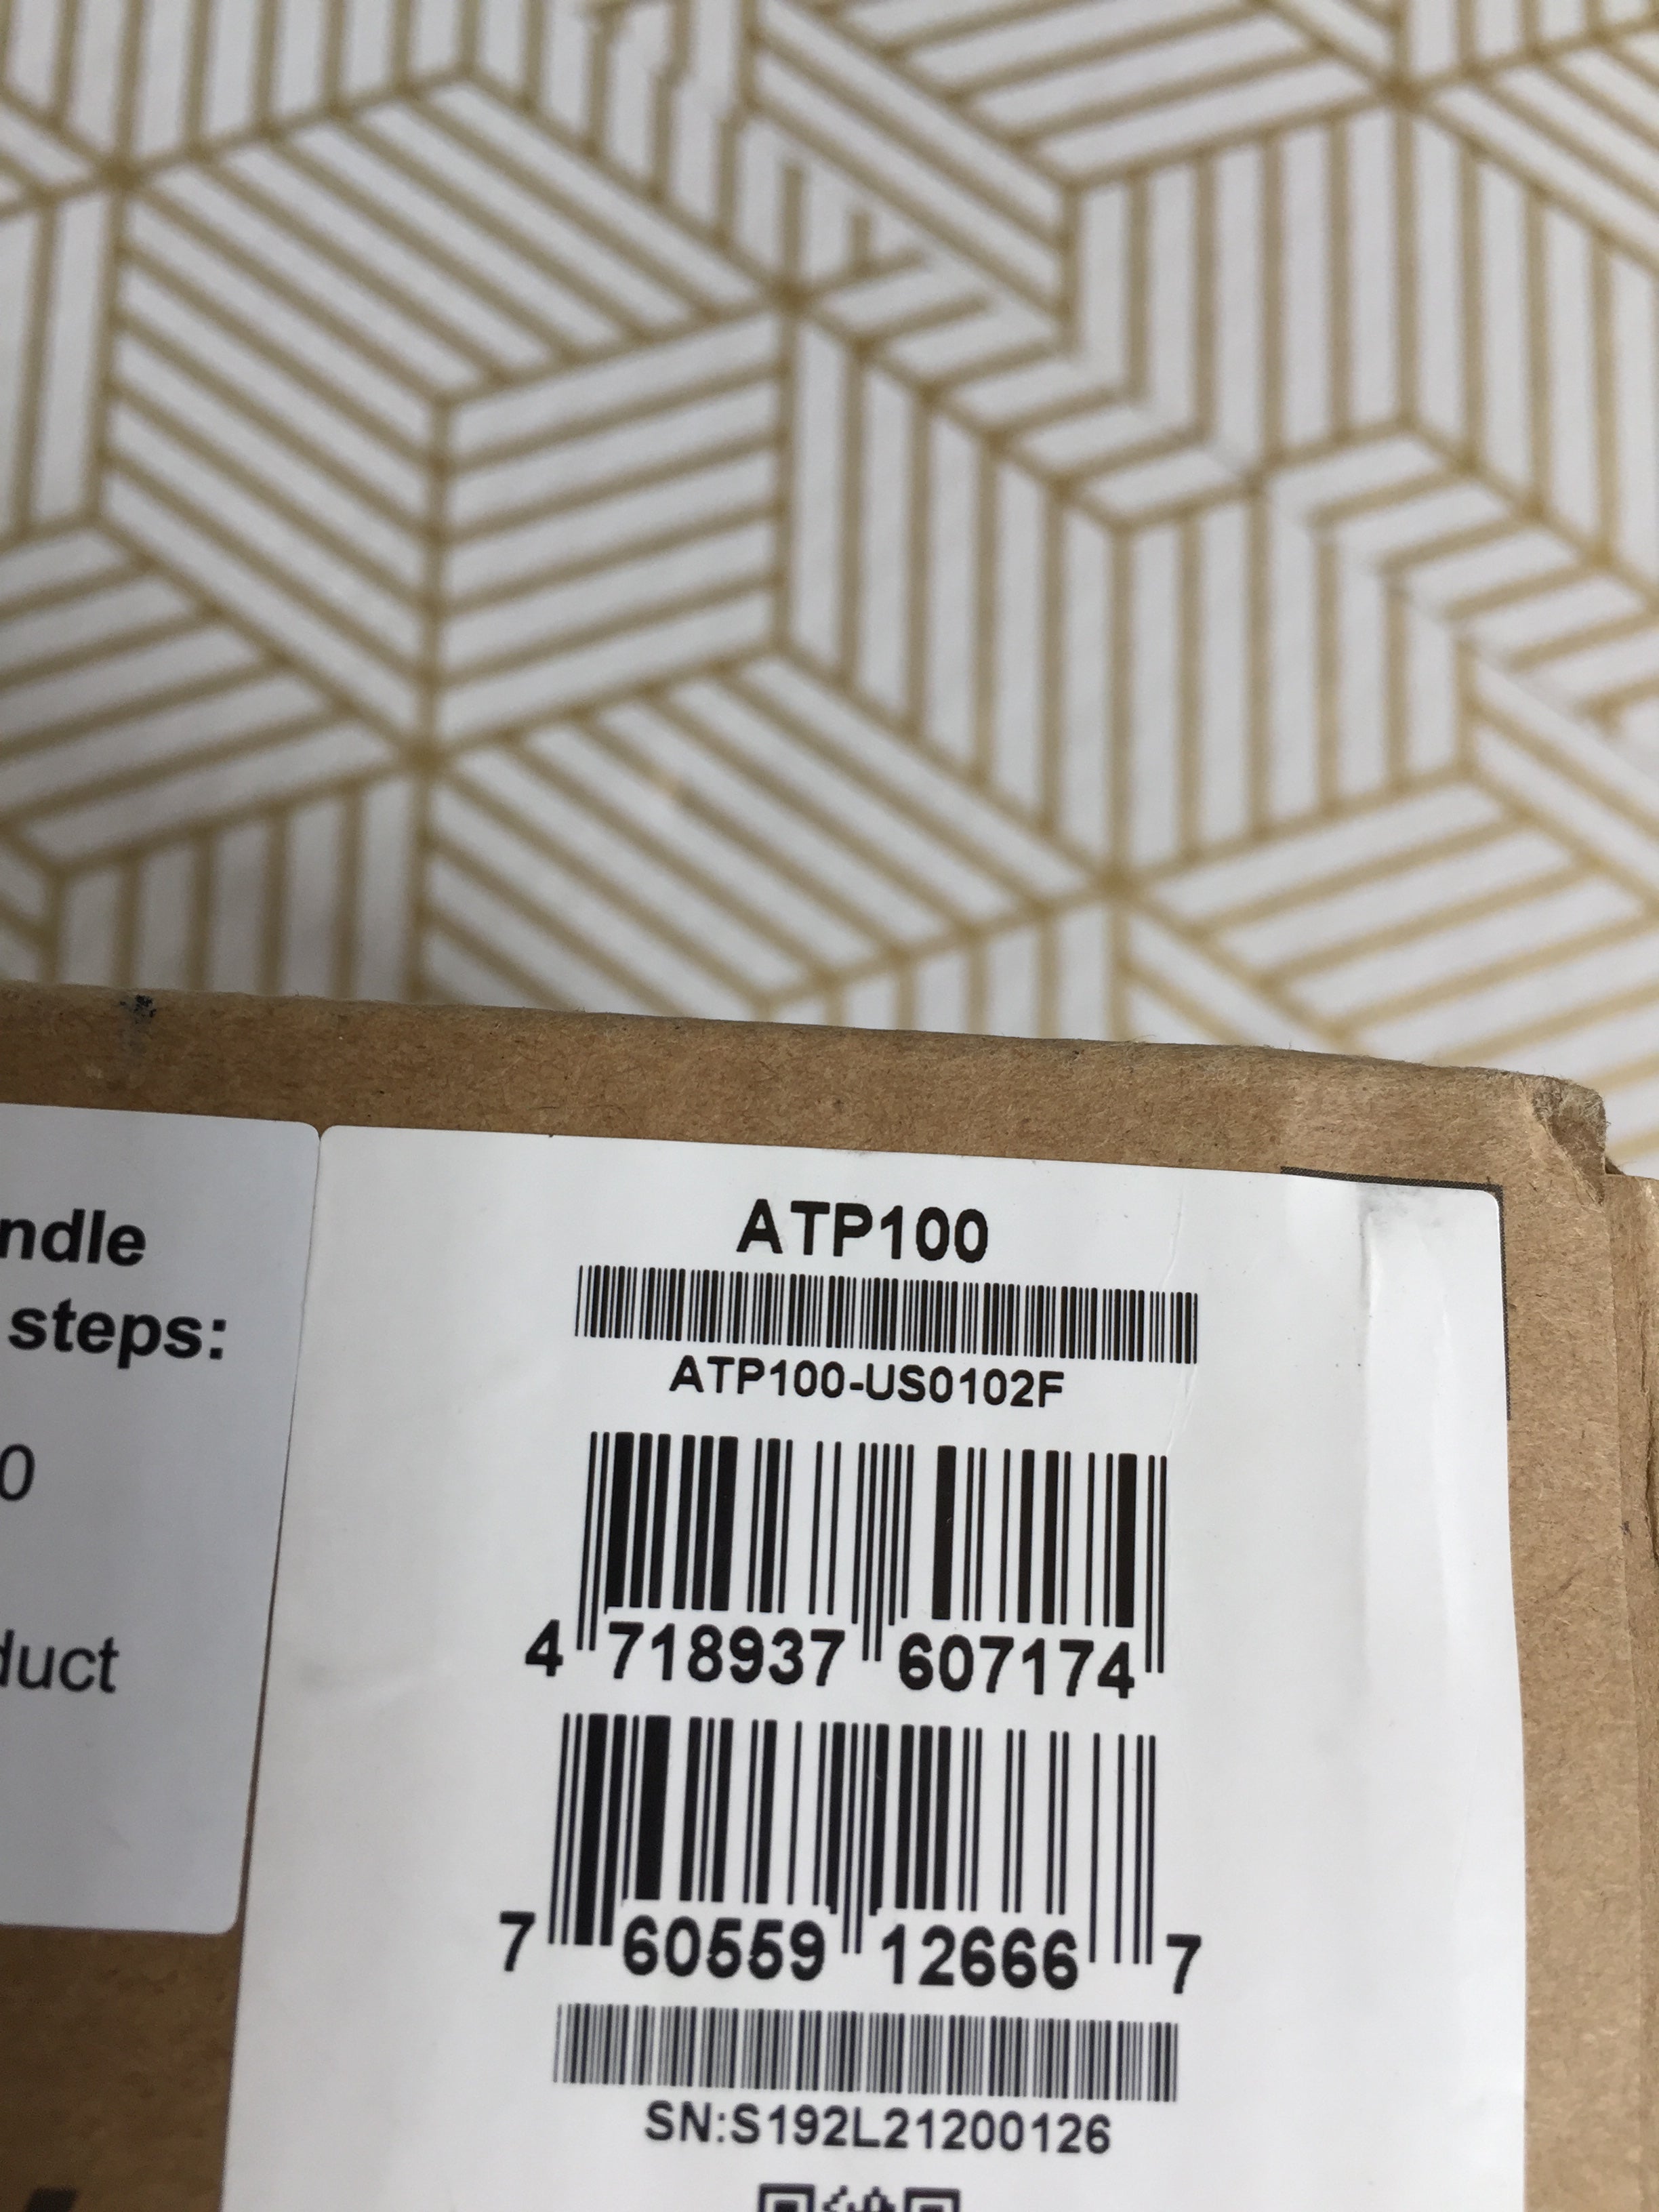 ndle
steps:
0
duct
ATP100
ATP100-US0102F
4 718937 607174
7 60559 12666 7
SN:S192L21200126